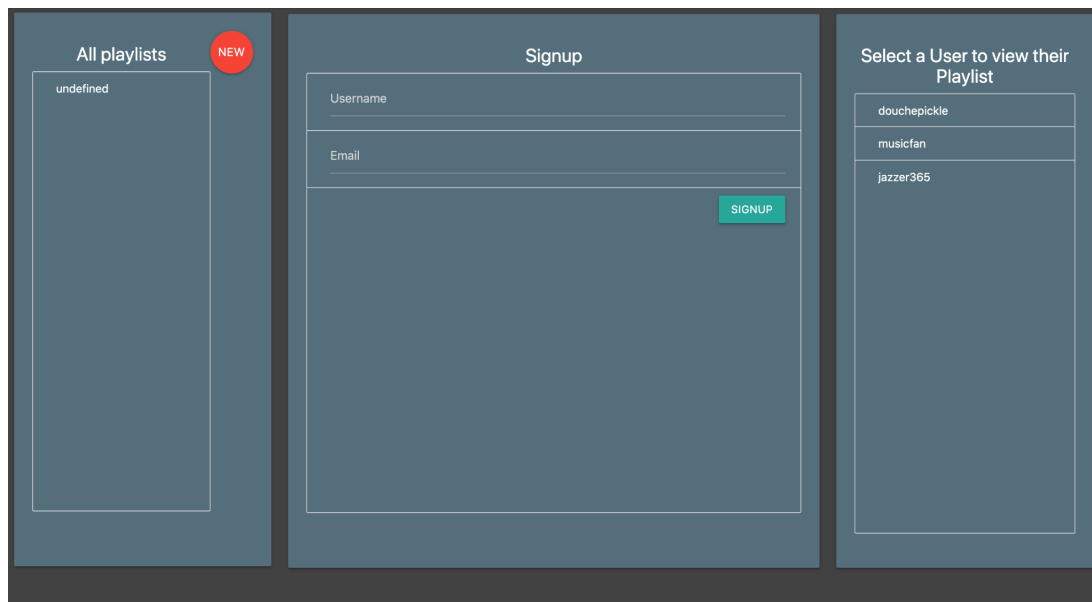 All playlists
NEW
undefined
Signup
Username
Email
SIGNUP
Select a User to view their
Playlist
douchepickle
musicfan
jazzer365